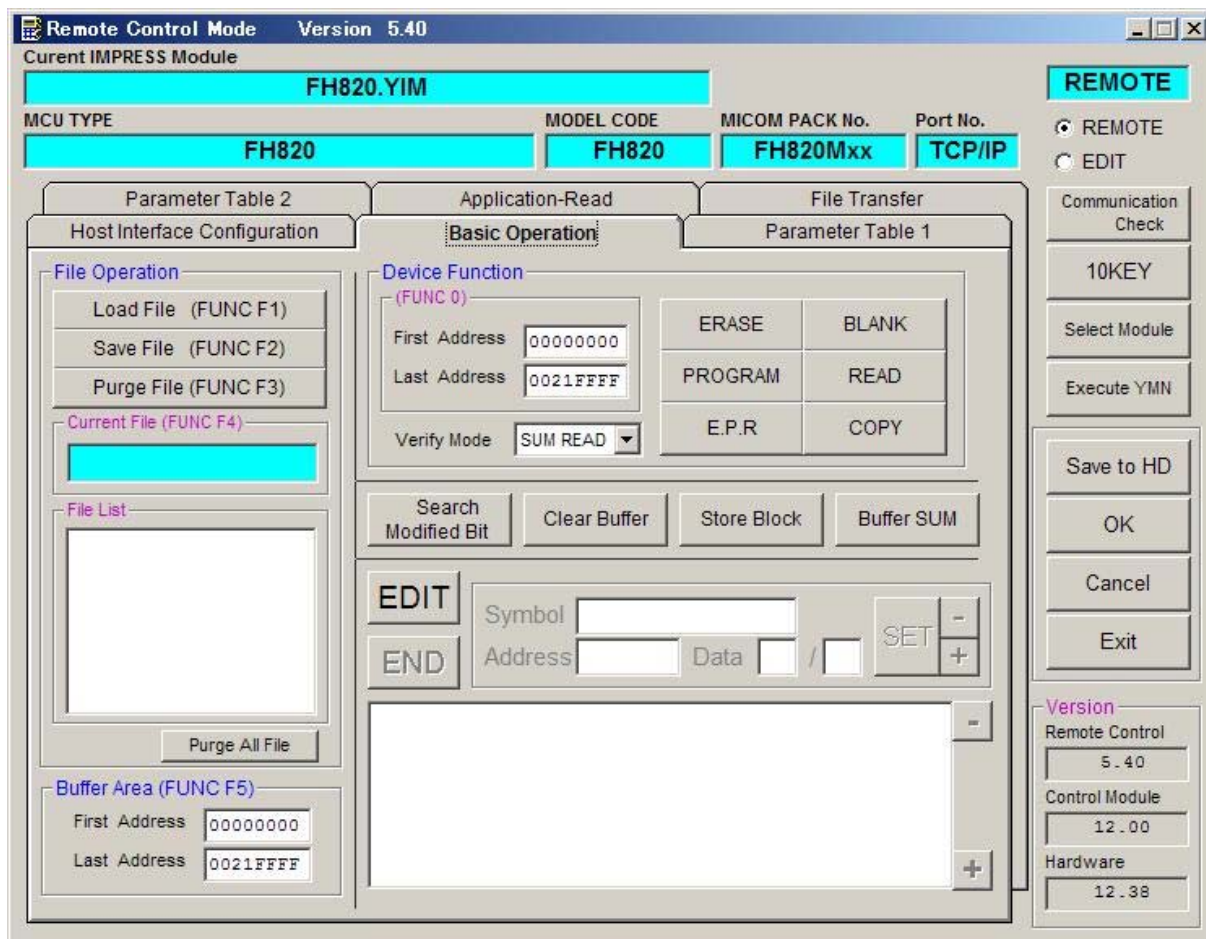 Remote Control Mode Version 5.40
Curent IMPRESS Module
FH820.YIM
REMOTE
MCU TYPE
MODEL CODE
MICOM PACK No.
Port No.
FH820
FH820
FH820Mxx
TCP/IP
REMOTE
EDIT
Parameter Table 2
Application-Read
File Transfer
Host Interface Configuration
Basic Operation
Parameter Table 1
File Operation
Load File (FUNC F1)
Save File (FUNC F2)
Purge File (FUNC F3)
Current File (FUNC F4)
File List
Purge All File
Buffer Area (FUNC F5)
First Address 00000000
Last Address 0021FFFF
Device Function
(FUNC 0)
First Address 00000000
Last Address 0021FFFF
Verify Mode SUM READ
ERASE
BLANK
PROGRAM
READ
E.P.R
COPY
Search
Modified Bit
Clear Buffer
Store Block
Buffer SUM
EDIT
END
Symbol
Address
Data /
SET
-
+
-
+
Communication
Check
10KEY
Select Module
Execute YMN
Save to HD
OK
Cancel
Exit
Version
Remote Control
5.40
Control Module
12.00
Hardware
12.38